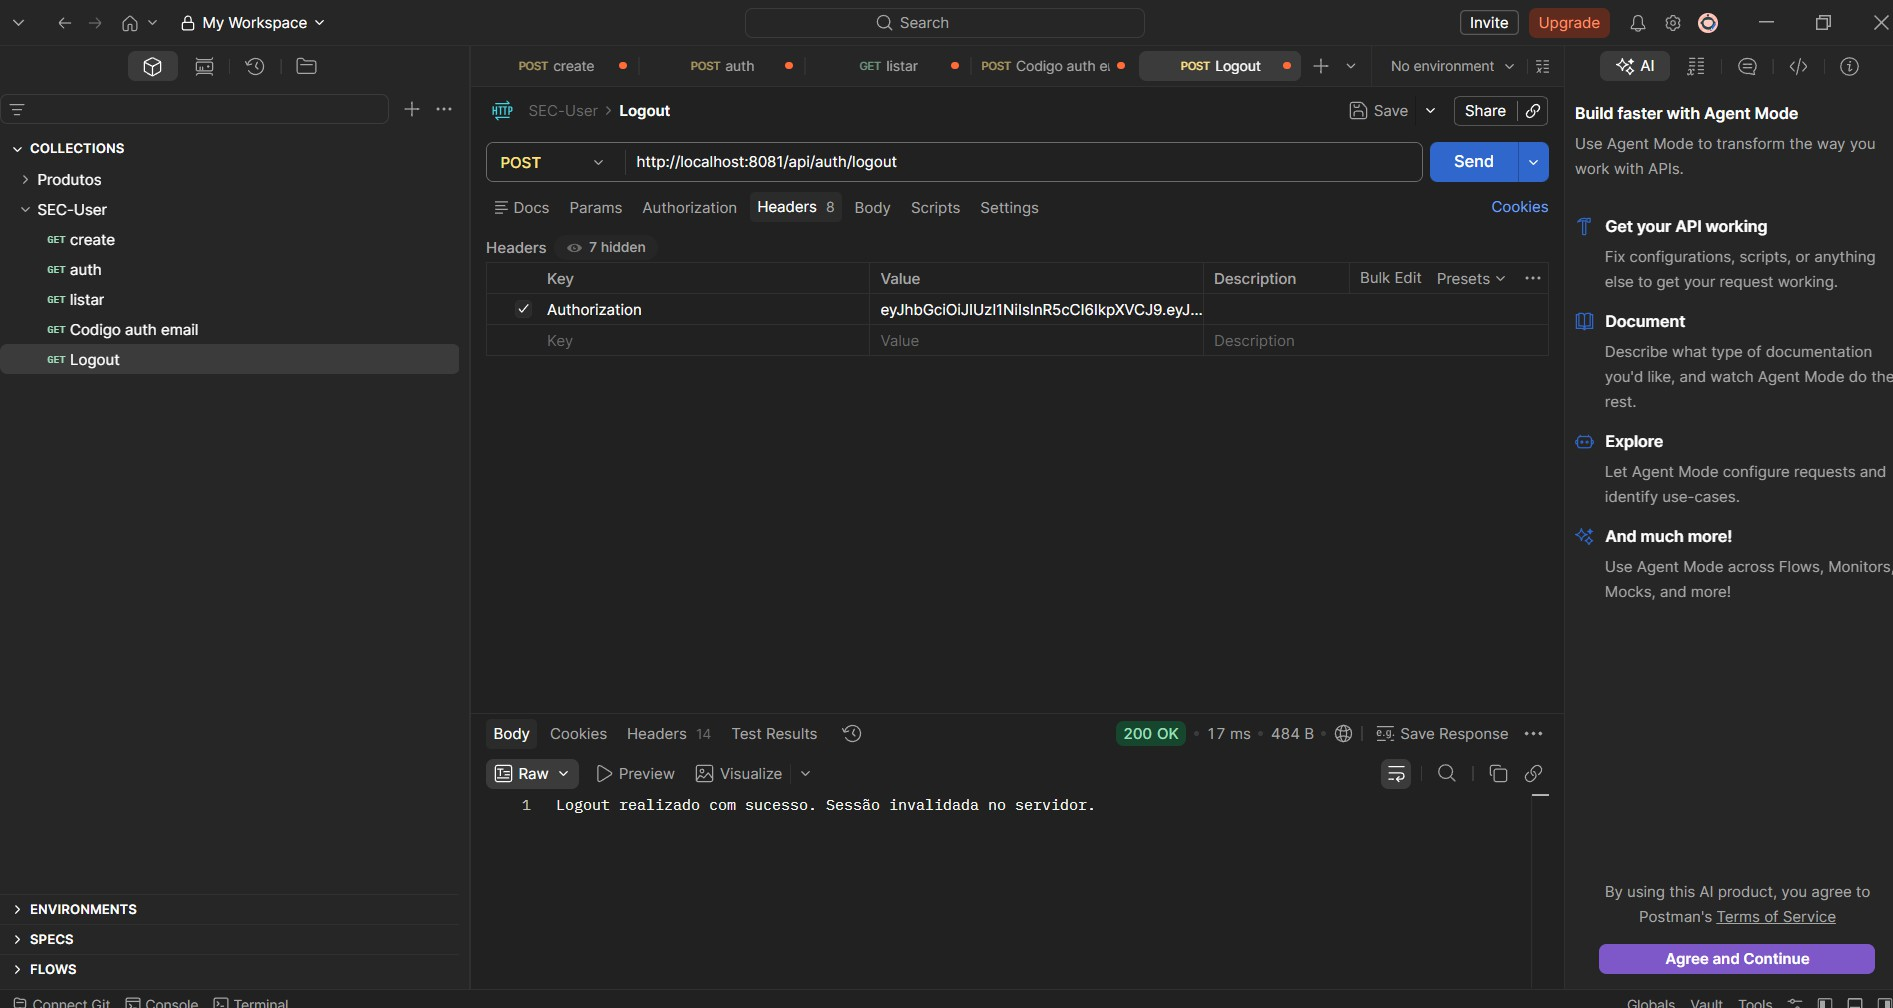 My Workspace
Search
Invite
Upgrade
POST create
POST auth
GET listar
POST Codigo auth e
POST Logout
No environment
AI
COLLECTIONS
Produtos
SEC-User
GET create
GET auth
GET listar
GET Codigo auth email
GET Logout
ENVIRONMENTS
SPECS
FLOWS
HTTP SEC-User > Logout
Save
Share
POST
http://localhost:8081/api/auth/logout
Send
Docs
Params
Authorization
Headers 8
Body
Scripts
Settings
Cookies
Headers
7 hidden
Key
Value
Description
Bulk Edit
Presets
Authorization
eyJhbGciOiJIUzI1NiIsInR5cCI6IkpXVCJ9.eyJ...
Key
Value
Description
Body
Cookies
Headers 14
Test Results
200 OK
17 ms
484 B
e.g. Save Response
Raw
Preview
Visualize
1 Logout realizado com sucesso. Sessão invalidada no servidor.
Build faster with Agent Mode
Use Agent Mode to transform the way you
work with APIs.
Get your API working
Fix configurations, scripts, or anything
else to get your request working.
Document
Describe what type of documentation
you'd like, and watch Agent Mode do the
rest.
Explore
Let Agent Mode configure requests and
identify use-cases.
And much more!
Use Agent Mode across Flows, Monitors,
Mocks, and more!
By using this AI product, you agree to
Postman's Terms of Service
Agree and Continue
Connect Git
Console
Terminal
Globals
Vault
Tools